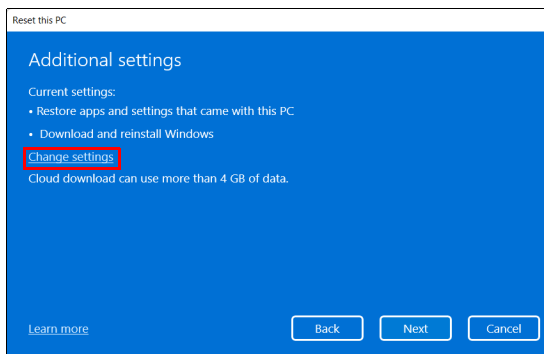 Reset this PC
Additional settings
Current settings:
• Restore apps and settings that came with this PC
• Download and reinstall Windows
Change settings
Cloud download can use more than 4 GB of data.
Learn more
Back
Next
Cancel